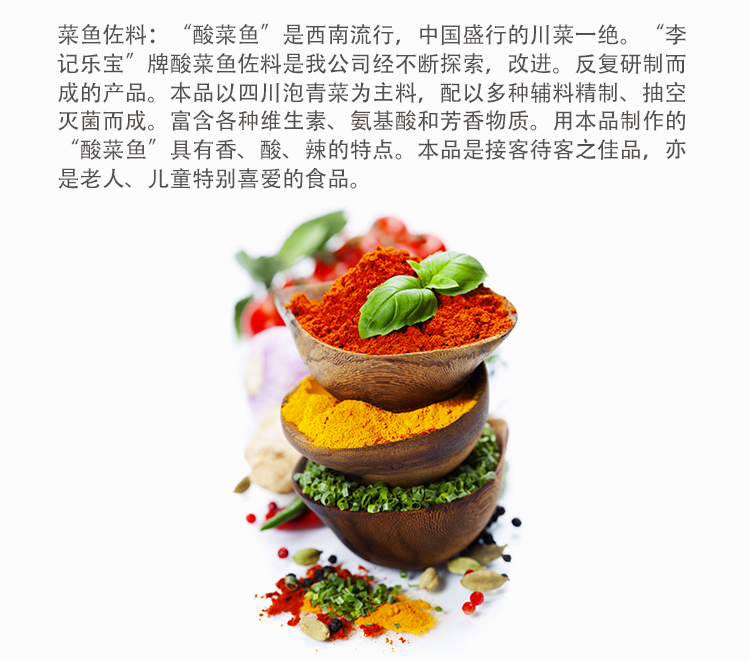 菜鱼佐料：“酸菜鱼”是西南流行，中国盛行的川菜一绝。“李
记乐宝”牌酸菜鱼佐料是我公司经不断探索，改进。反复研制而
成的产品。本品以四川泡青菜为主料，配以多种辅料精制、抽空
灭菌而成。富含各种维生素、氨基酸和芳香物质。用本品制作的
“酸菜鱼”具有香、酸、辣的特点。本品是接客待客之佳品，亦
是老人、儿童特别喜爱的食品。